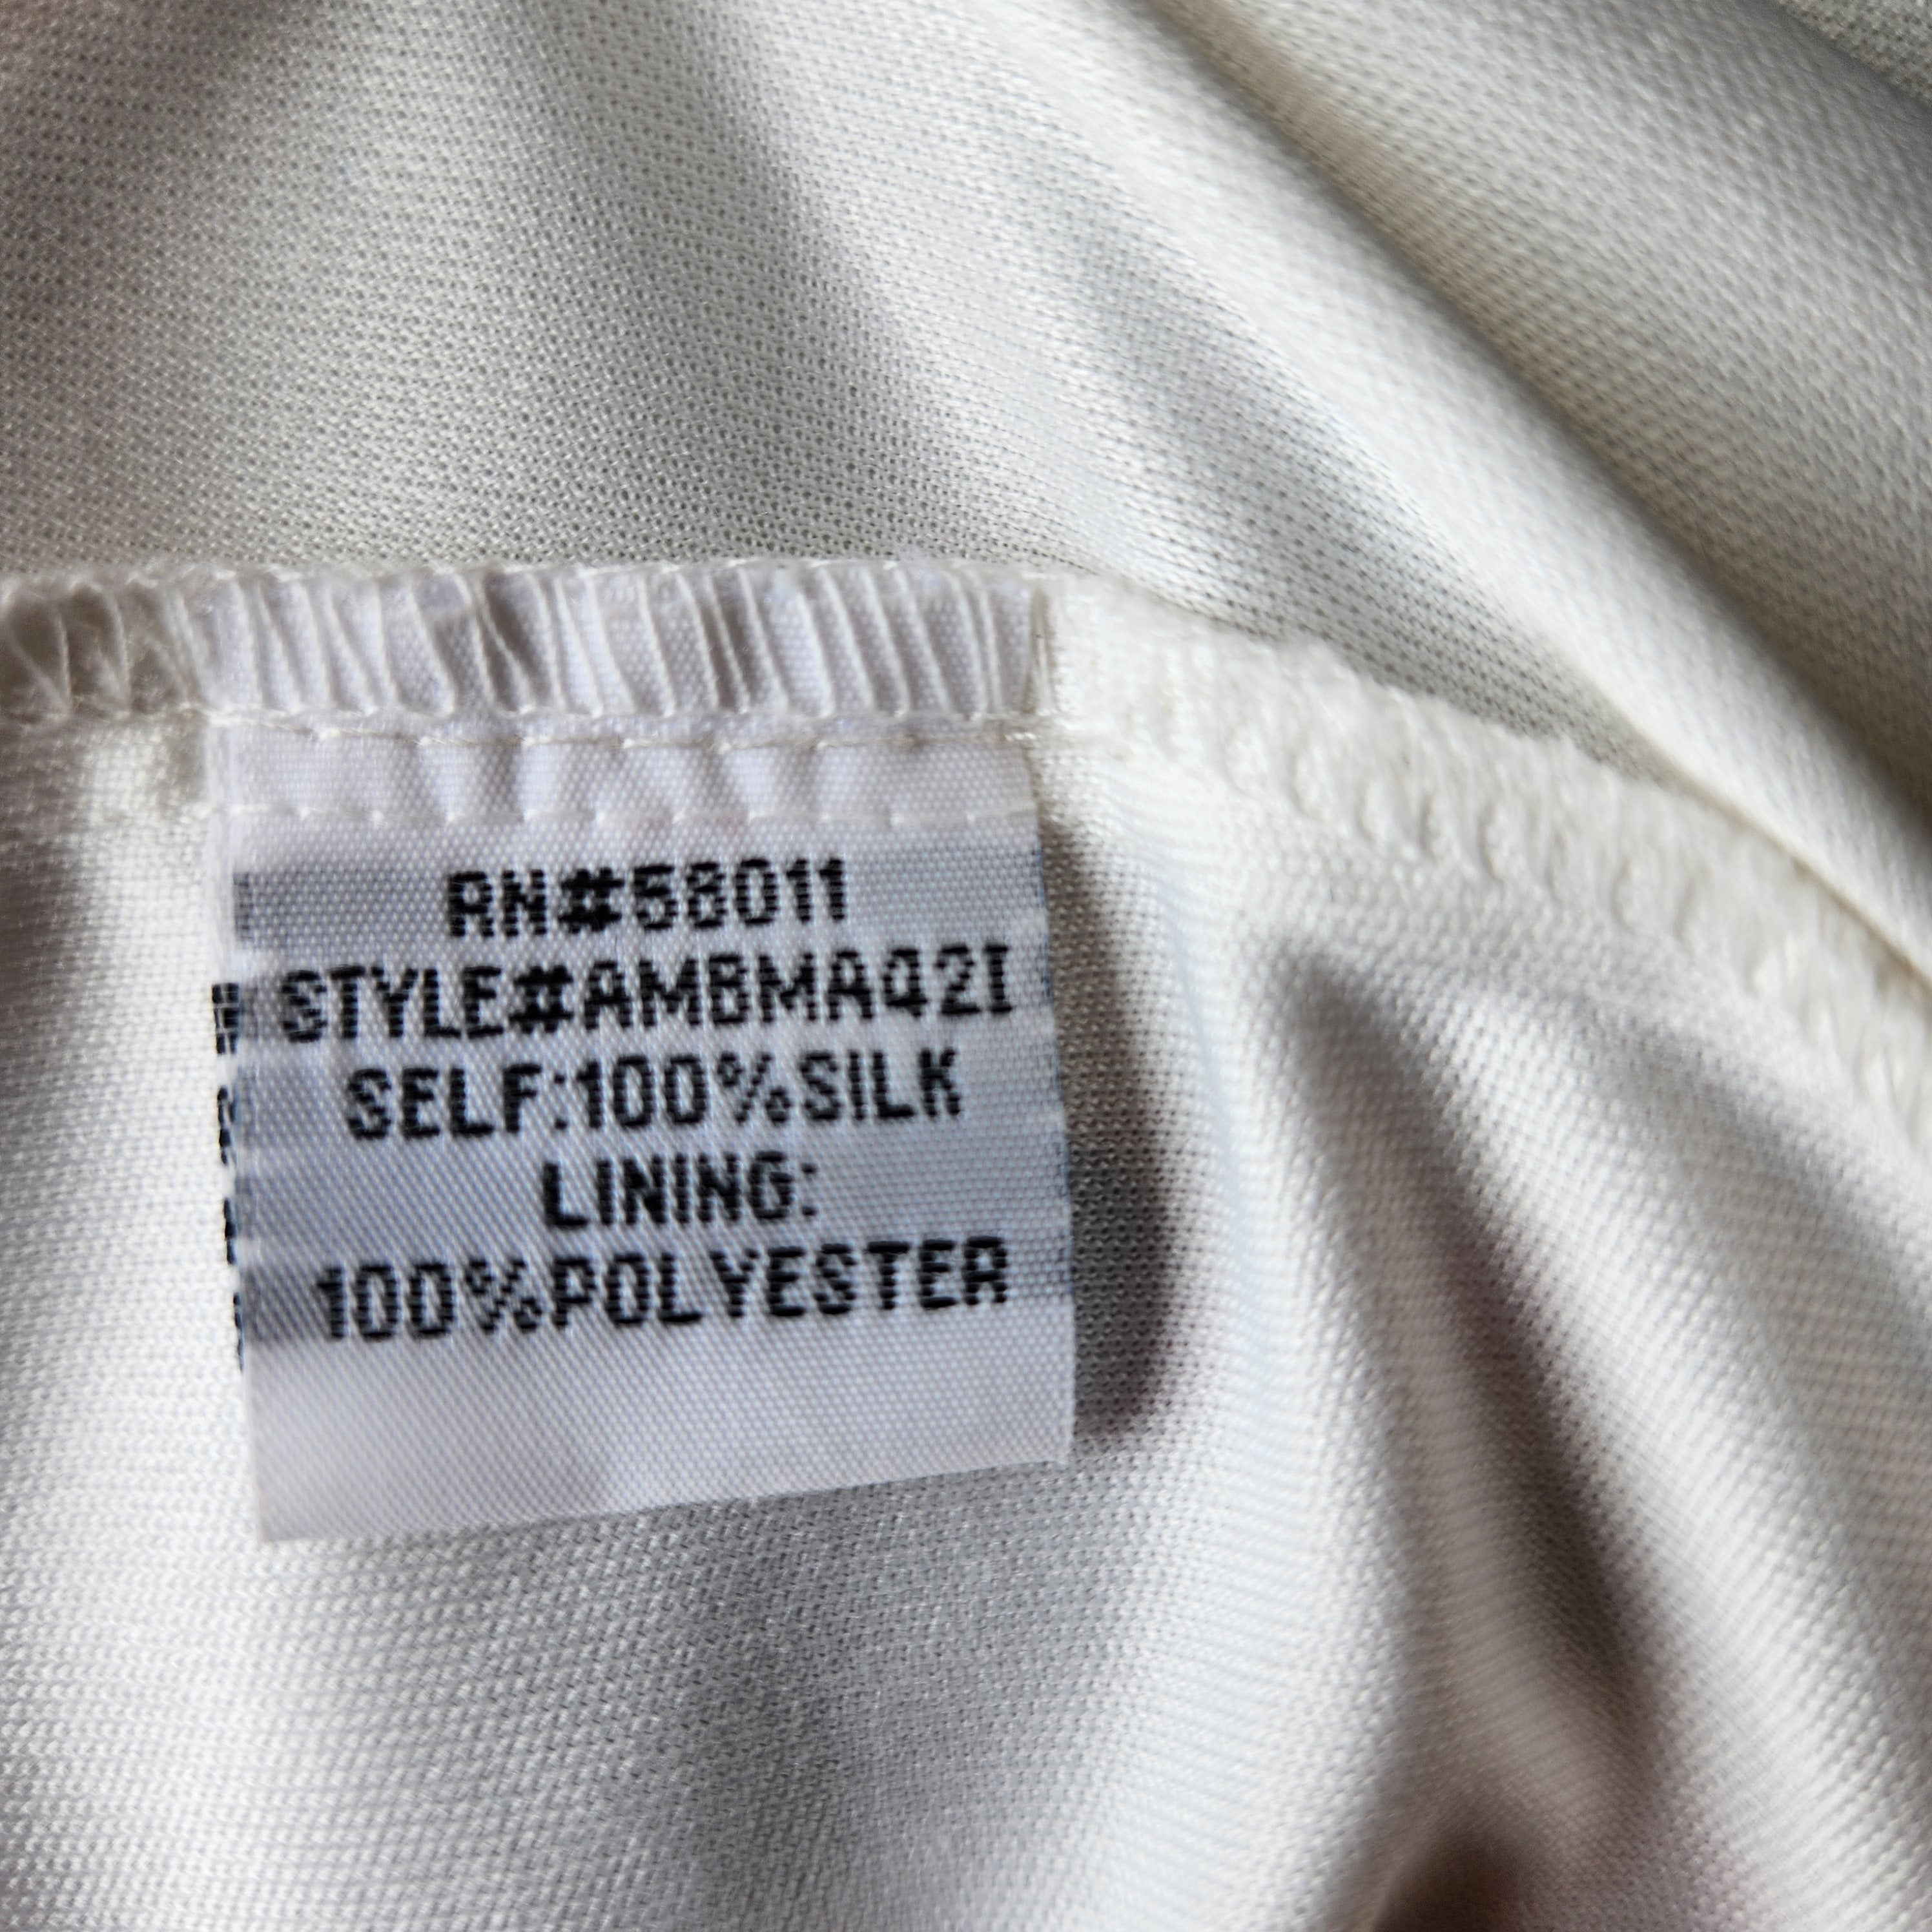 RN#58011
STYLE#AMBMA42I
SELF:100%SILK
LINING:
100%POLYESTER